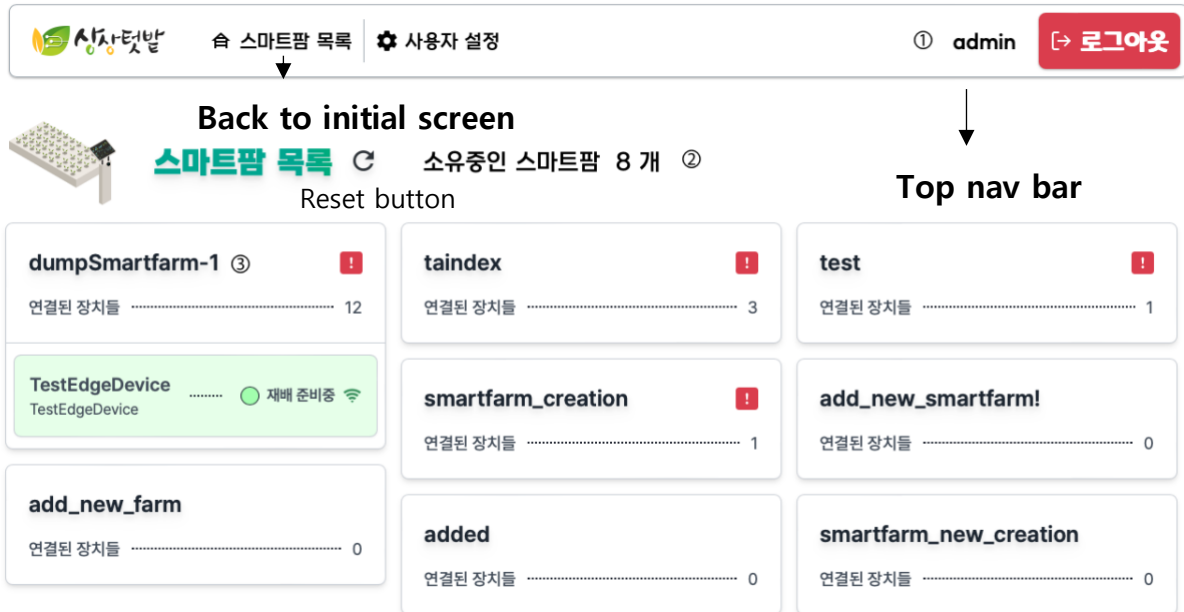 상상텃밭 스마트팜 목록 사용자 설정 ① admin 로그아웃
Back to initial screen
스마트팜 목록 소유중인 스마트팜 8 개 ②
Reset button
Top nav bar
dumpSmartfarm-1 ③ !
연결된 장치들 12
TestEdgeDevice
TestEdgeDevice
재배 준비중
add_new_farm
연결된 장치들 0
taindex !
연결된 장치들 3
smartfarm_creation !
연결된 장치들 1
added
연결된 장치들 0
test !
연결된 장치들 1
add_new_smartfarm!
연결된 장치들 0
smartfarm_new_creation
연결된 장치들 0